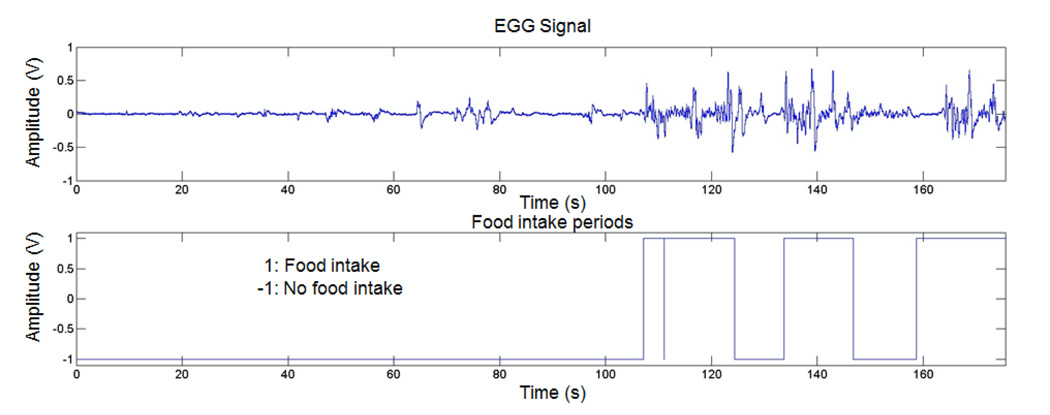 EGG Signal
Amplitude (V)
1
0.5
0
-0.5
-1
0 20 40 60 80 100 120 140 160
Time (s)
Food intake periods
Amplitude (V)
1
0.5
0
-0.5
-1
1: Food intake
-1: No food intake
0 20 40 60 80 100 120 140 160
Time (s)